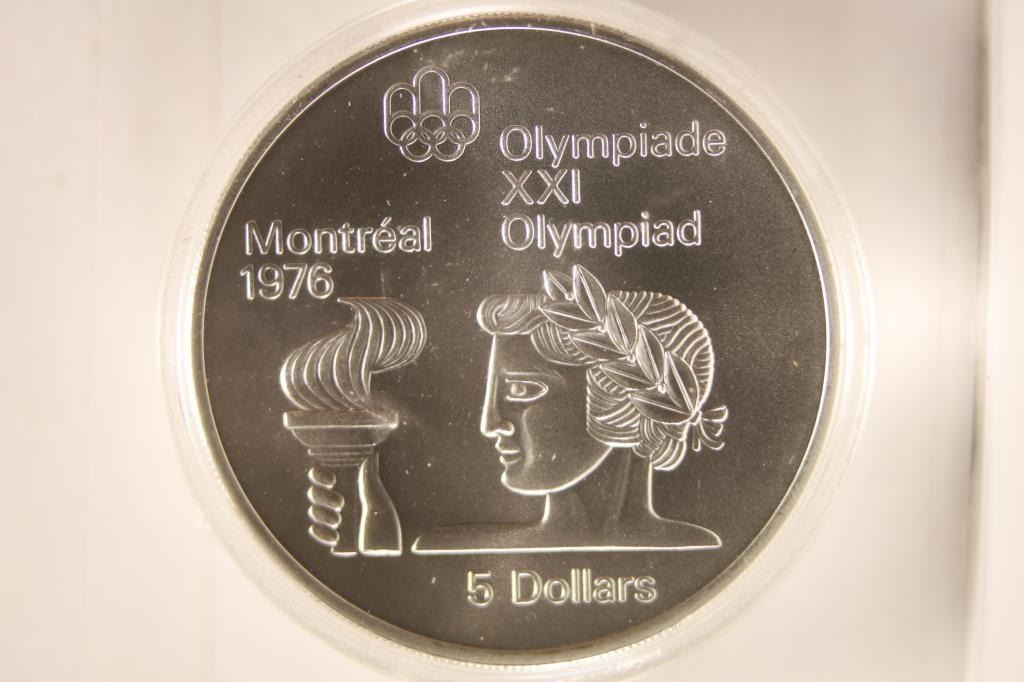 Olympiade
XXI
Olympiad
Montréal
1976
5 Dollars